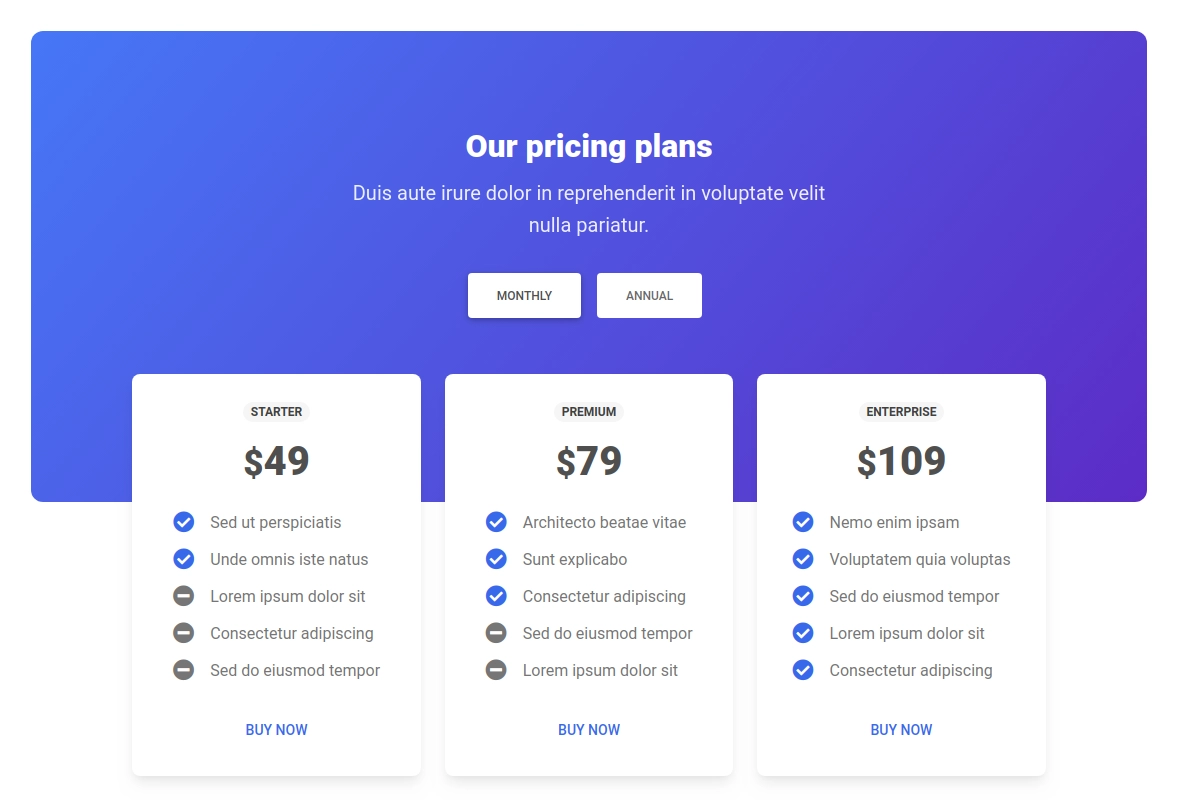 Our pricing plans
Duis aute irure dolor in reprehenderit in voluptate velit
nulla pariatur.
MONTHLY
ANNUAL
STARTER
$49
Sed ut perspiciatis
Unde omnis iste natus
Lorem ipsum dolor sit
Consectetur adipiscing
Sed do eiusmod tempor
BUY NOW
PREMIUM
$79
Architecto beatae vitae
Sunt explicabo
Consectetur adipiscing
Sed do eiusmod tempor
Lorem ipsum dolor sit
BUY NOW
ENTERPRISE
$109
Nemo enim ipsam
Voluptatem quia voluptas
Sed do eiusmod tempor
Lorem ipsum dolor sit
Consectetur adipiscing
BUY NOW